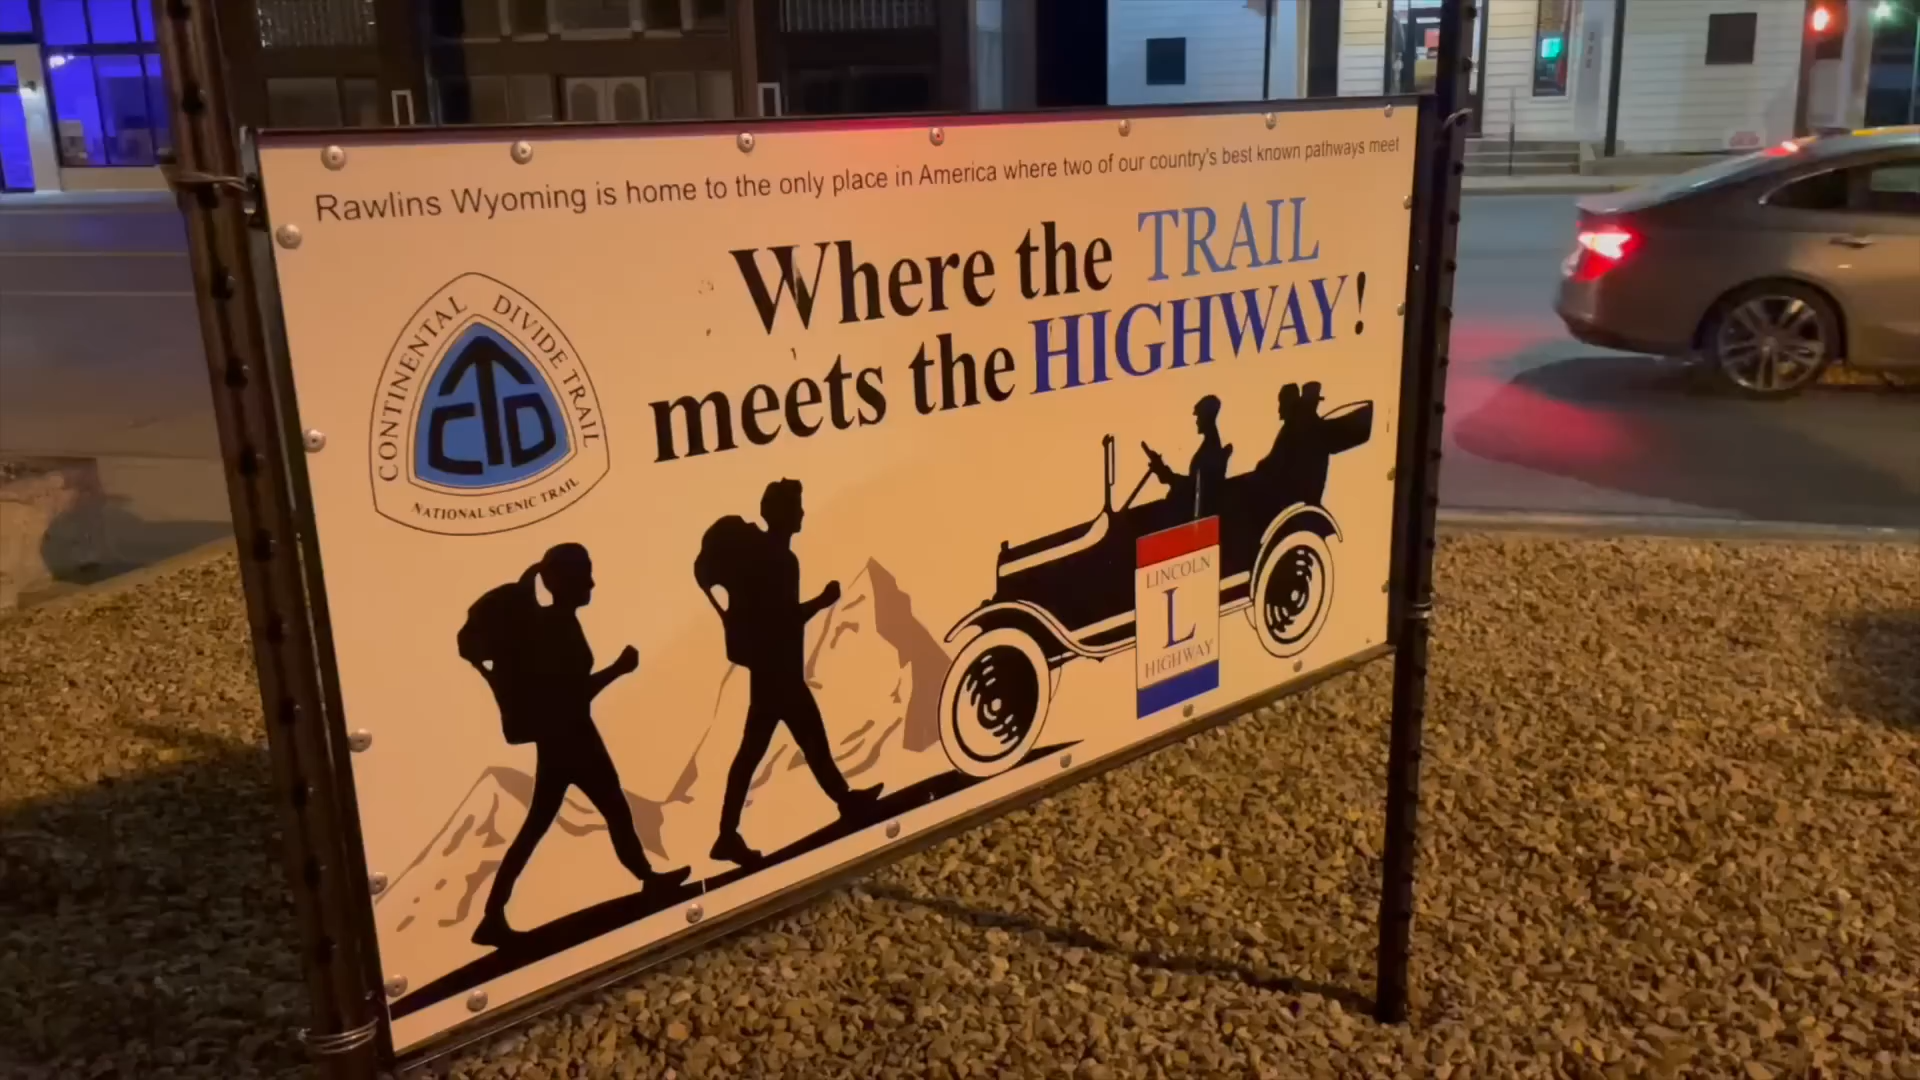 Rawlins Wyoming is home to the only place in America where two of our country's best known pathways meet
Where the TRAIL
meets the HIGHWAY!
CONTINENTAL DIVIDE TRAIL
CDT
NATIONAL SCENIC TRAIL
LINCOLN
L
HIGHWAY